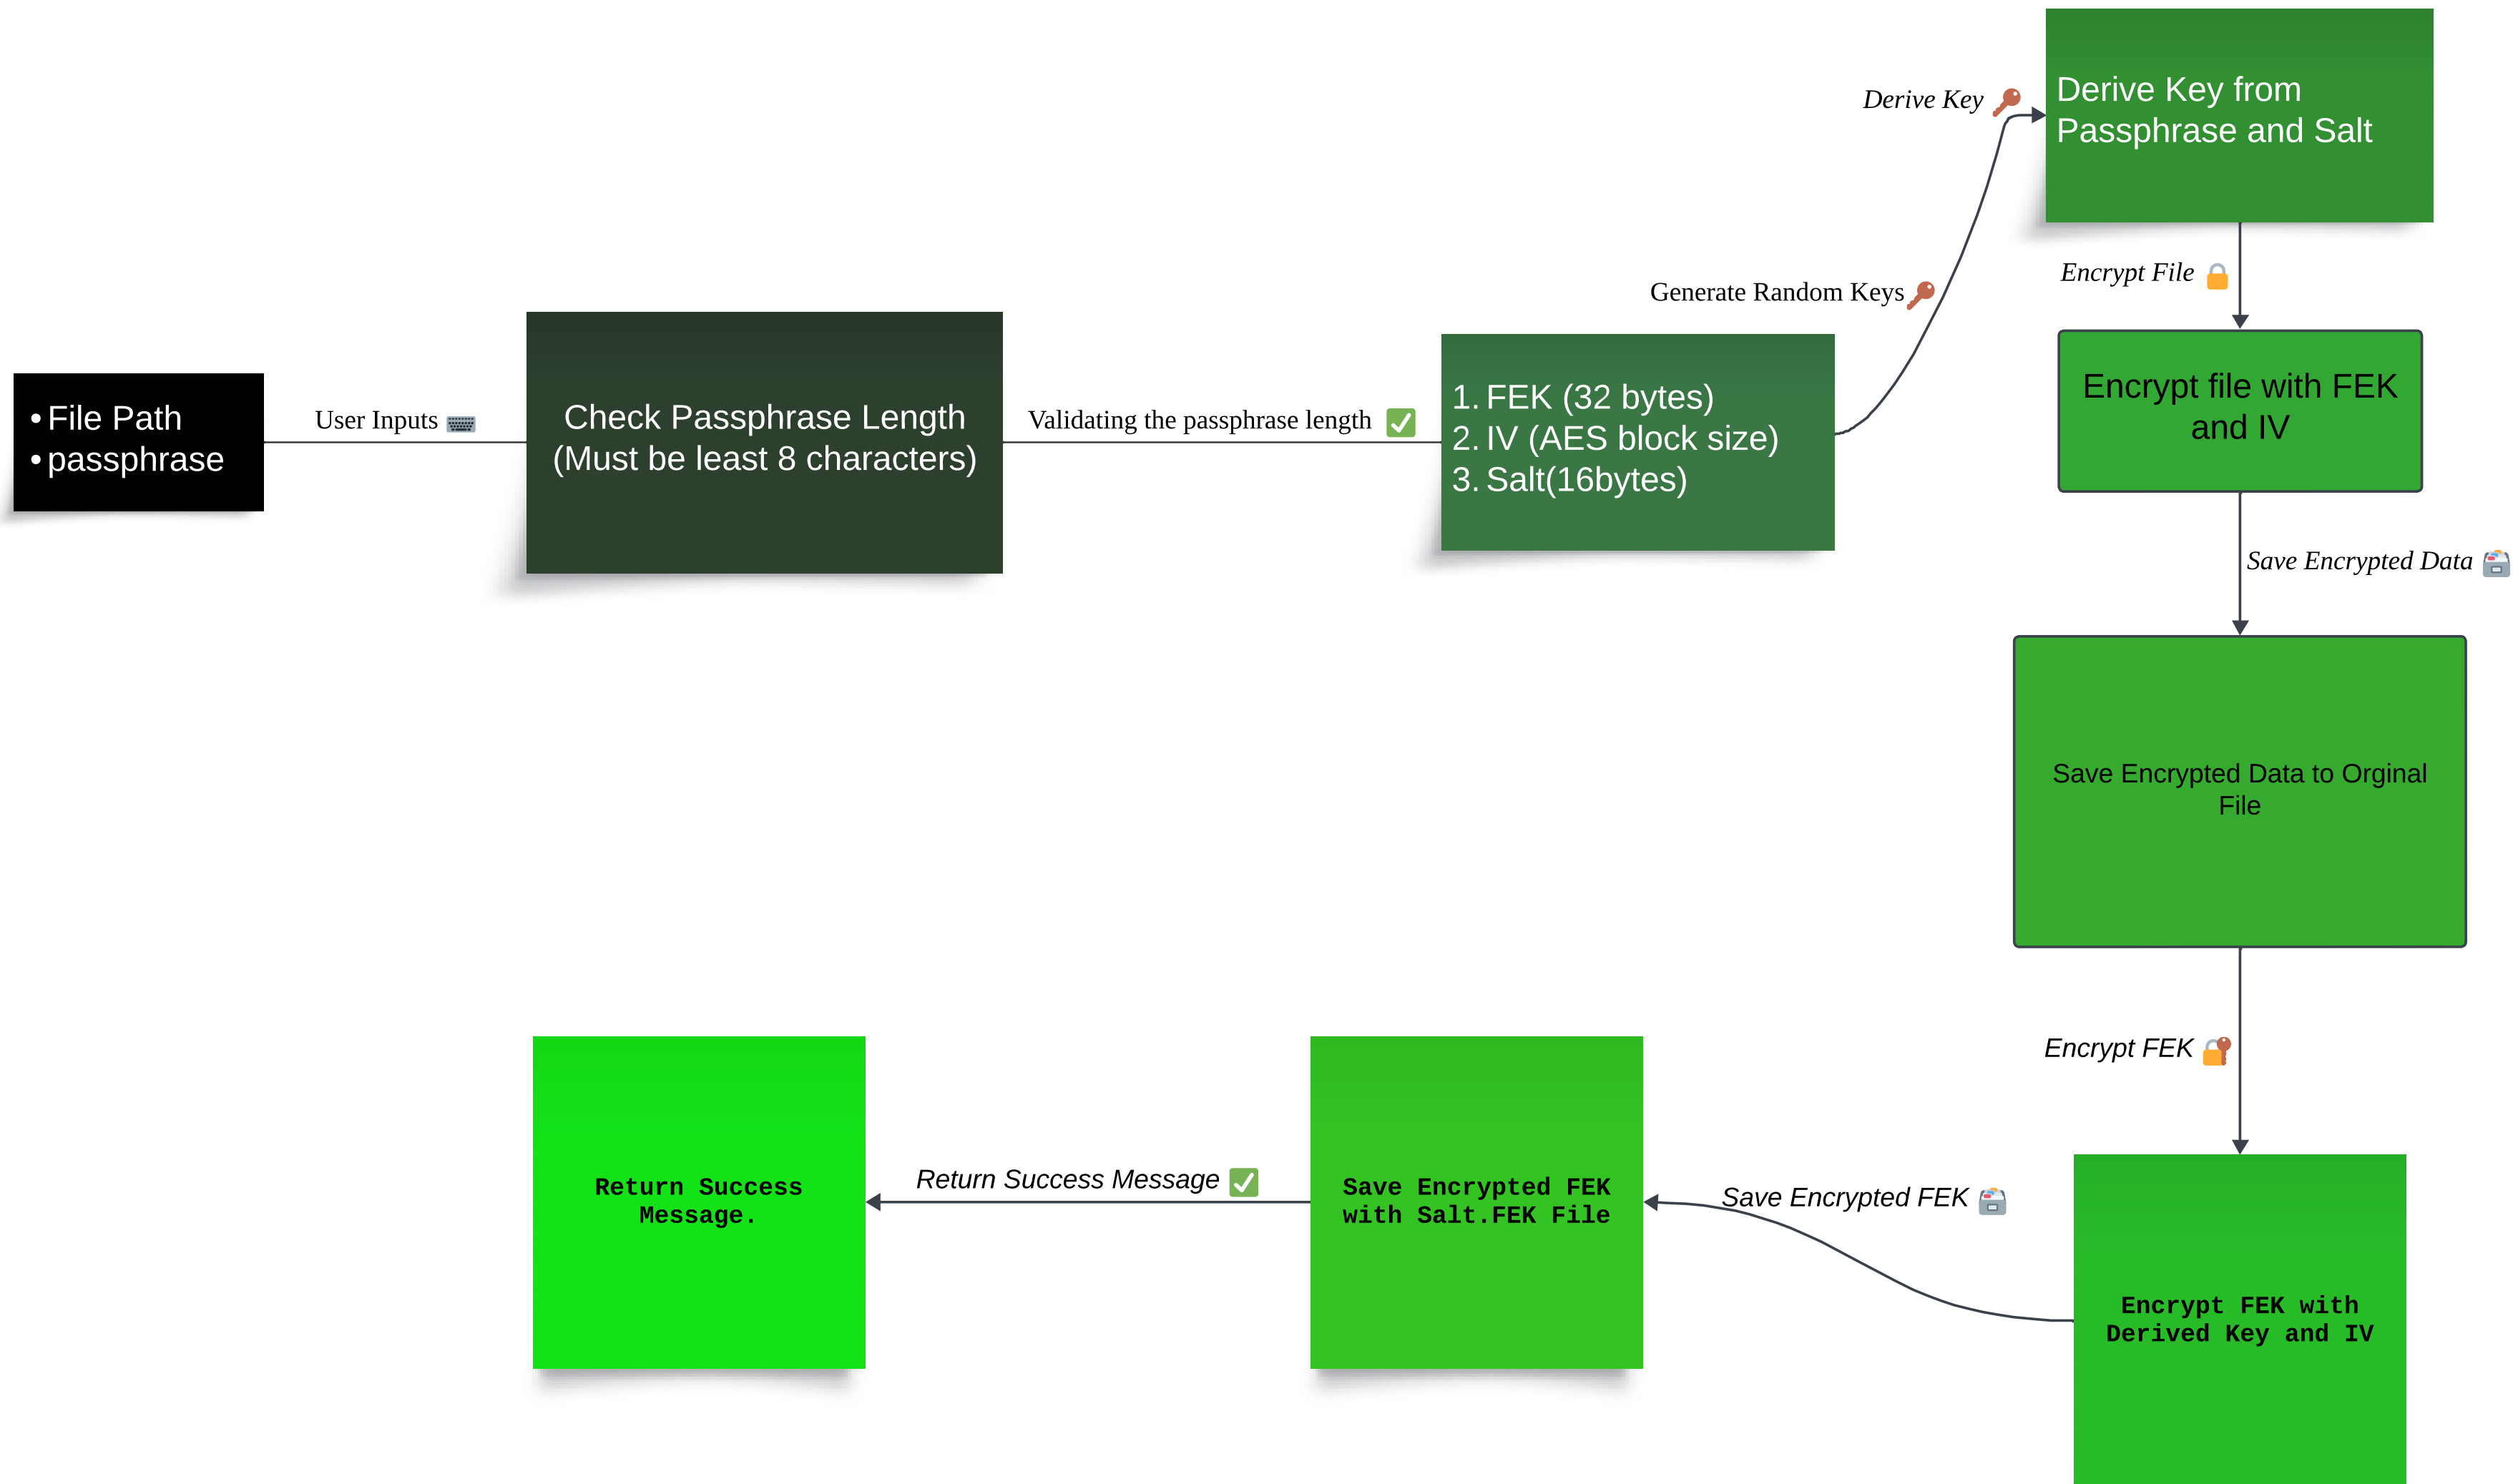 • File Path
• passphrase
User Inputs
Check Passphrase Length
(Must be least 8 characters)
Validating the passphrase length
1. FEK (32 bytes)
2. IV (AES block size)
3. Salt(16bytes)
Generate Random Keys
Derive Key
Derive Key from
Passphrase and Salt
Encrypt File
Encrypt file with FEK
and IV
Save Encrypted Data
Save Encrypted Data to Orginal
File
Encrypt FEK
Encrypt FEK with
Derived Key and IV
Save Encrypted FEK
Save Encrypted FEK
with Salt.FEK File
Return Success Message
Return Success
Message.